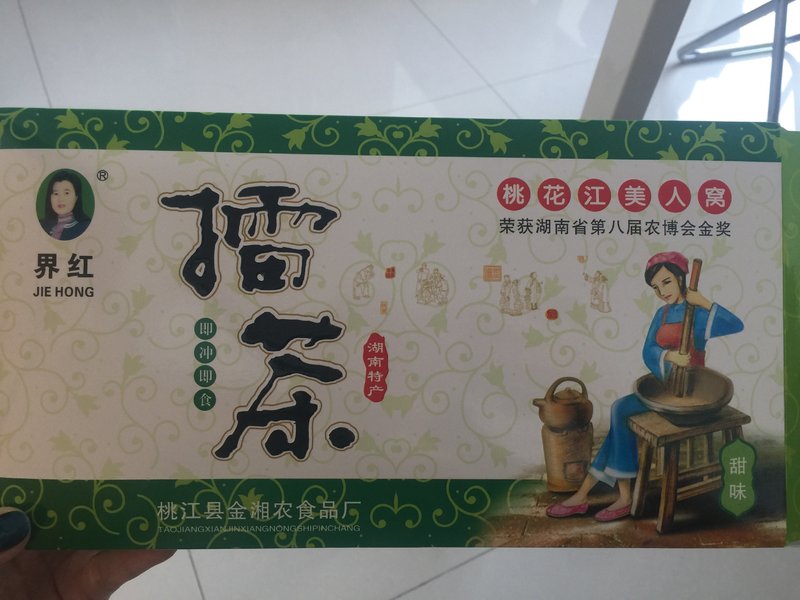 ®
界红
JIE HONG
擂茶
即冲即食
湖南特产
桃花江美人窝
荣获湖南省第八届农博会金奖
甜味
桃江县金湘农食品厂
TAOJIANGXIANJINXIANGNONGSHIPINCHANG